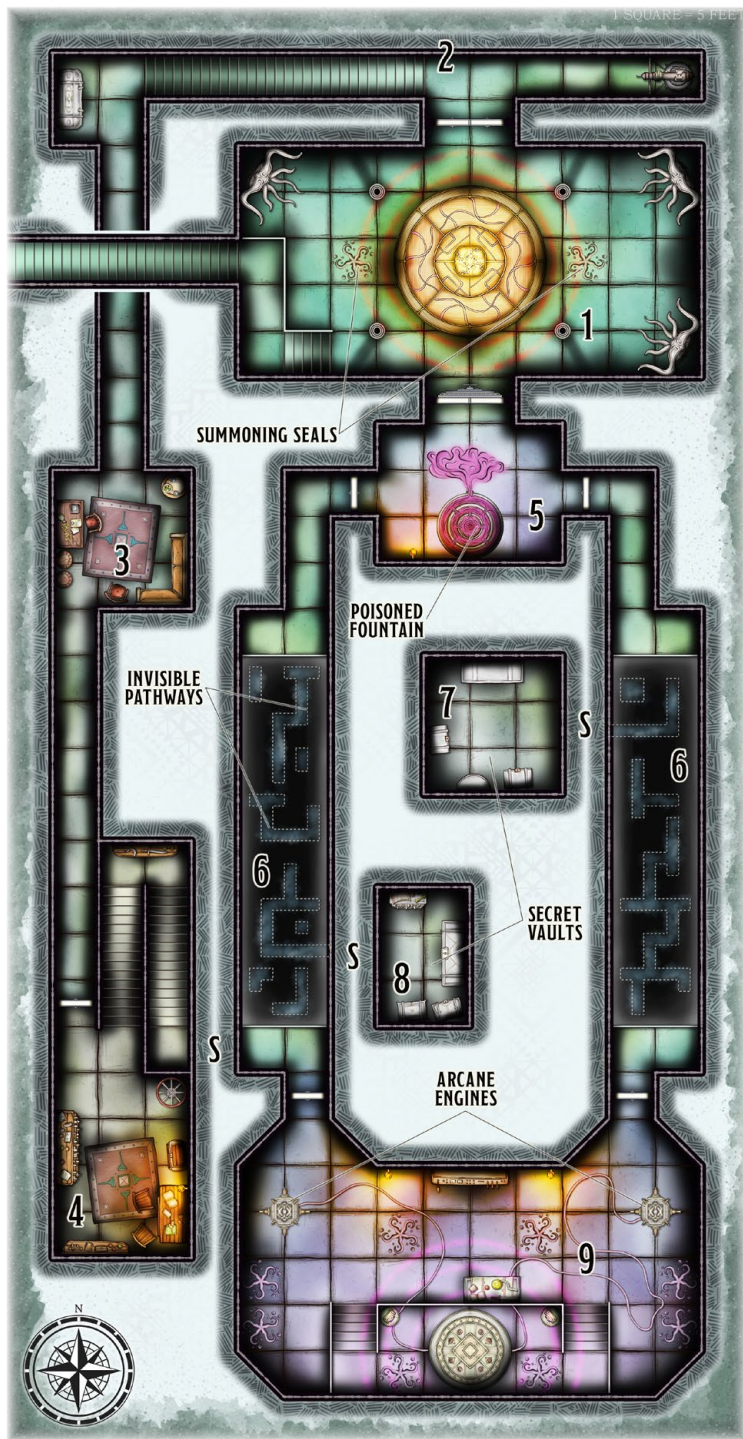 1 SQUARE = 5 FEET
2
1
SUMMONING SEALS
5
3
POISONED
FOUNTAIN
INVISIBLE
PATHWAYS
7
S
6
6
SECRET
VAULTS
S
8
S
ARCANE
ENGINES
4
9
N